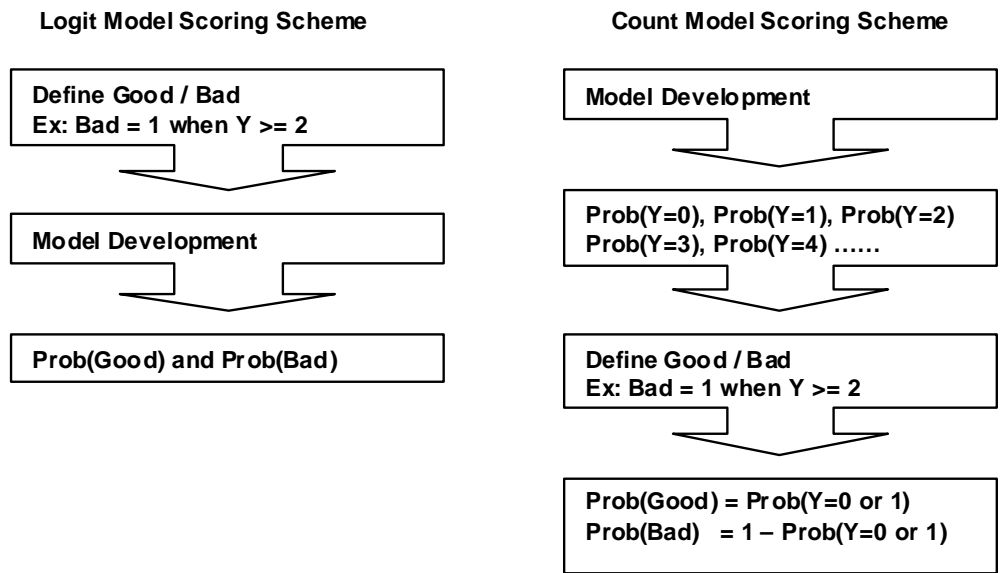 Logit Model Scoring Scheme
Define Good / Bad
Ex: Bad = 1 when Y >= 2
Model Development
Prob(Good) and Prob(Bad)
Count Model Scoring Scheme
Model Development
Prob(Y=0), Prob(Y=1), Prob(Y=2)
Prob(Y=3), Prob(Y=4) ……
Define Good / Bad
Ex: Bad = 1 when Y >= 2
Prob(Good) = Prob(Y=0 or 1)
Prob(Bad) = 1 – Prob(Y=0 or 1)